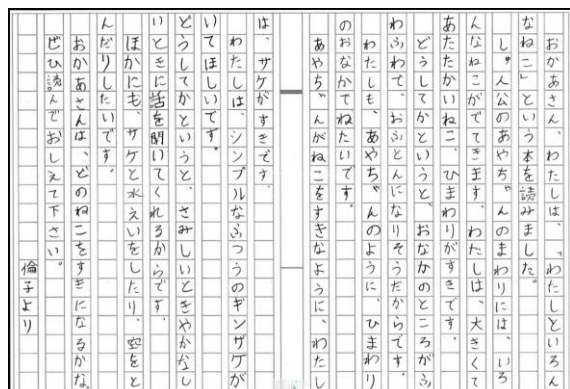 おかあさん、わたしは、「わたしといろん
なねこ」という本を読みました。
し人公のあやちゃんのまわりには、いろ
んなねこがでてきます。わたしは、大きくて
あたたかいねこ、ひまわりがすきです。
どうしてかというと、おなかのところがふ
わふわで、おふとんになりそうだからです。
わたしも、あやちゃんのように、ひまわり
のおなかでねたいです。
あやちゃんがねこをすきなように、わたし
は、サケがすきです。
わたしは、シンプルなふつうのギンザケが
いてほしいです。
どうしてかというと、さみしいときやかなし
いときに話を聞いてくれるからです。
ほかにも、サケと水えいをしたり、空をと
んだりしたいです。
おかあさんは、どのねこをすきになるかな。
ぜひ読んでおしえて下さい。
倫子より